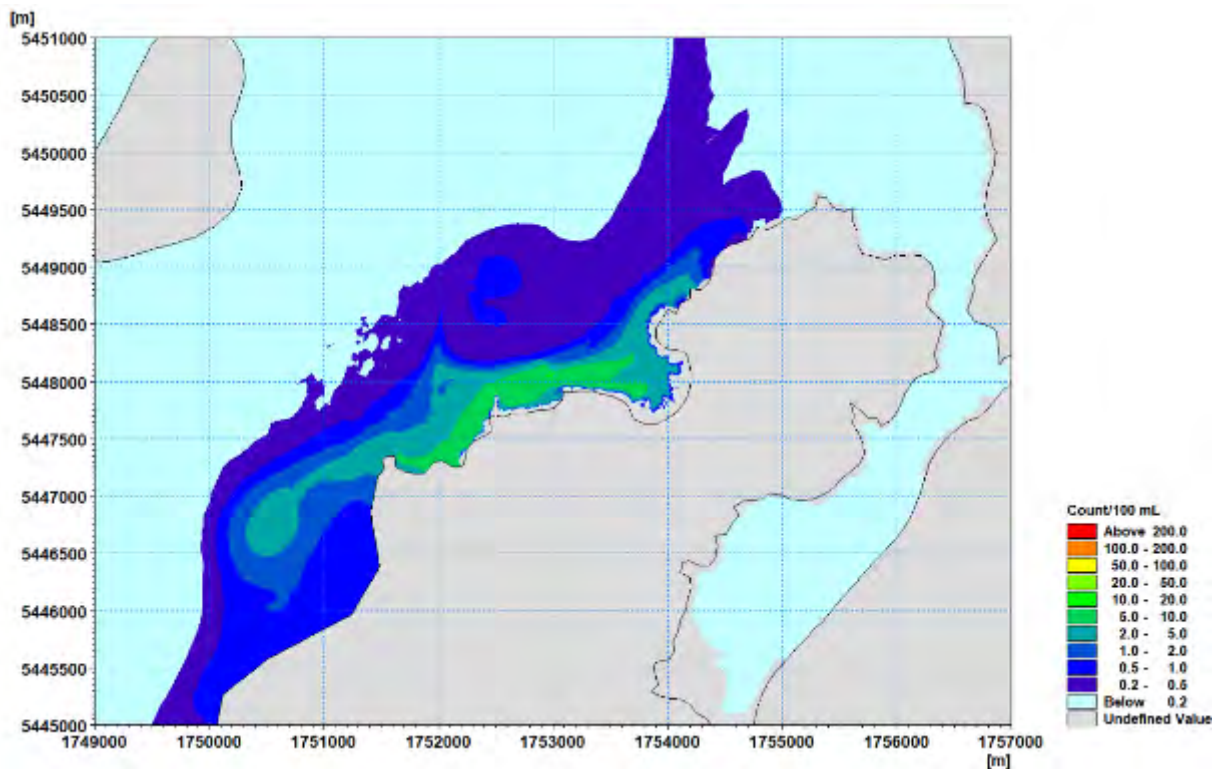 [m]
5451000
5450500
5450000
5449500
5449000
5448500
5448000
5447500
5447000
5446500
5446000
5445500
5445000
1749000 1750000 1751000 1752000 1753000 1754000 1755000 1756000 1757000
[m]
Count/100 mL
Above 200.0
100.0 - 200.0
50.0 - 100.0
20.0 - 50.0
10.0 - 20.0
5.0 - 10.0
2.0 - 5.0
1.0 - 2.0
0.5 - 1.0
0.2 - 0.5
Below 0.2
Undefined Value